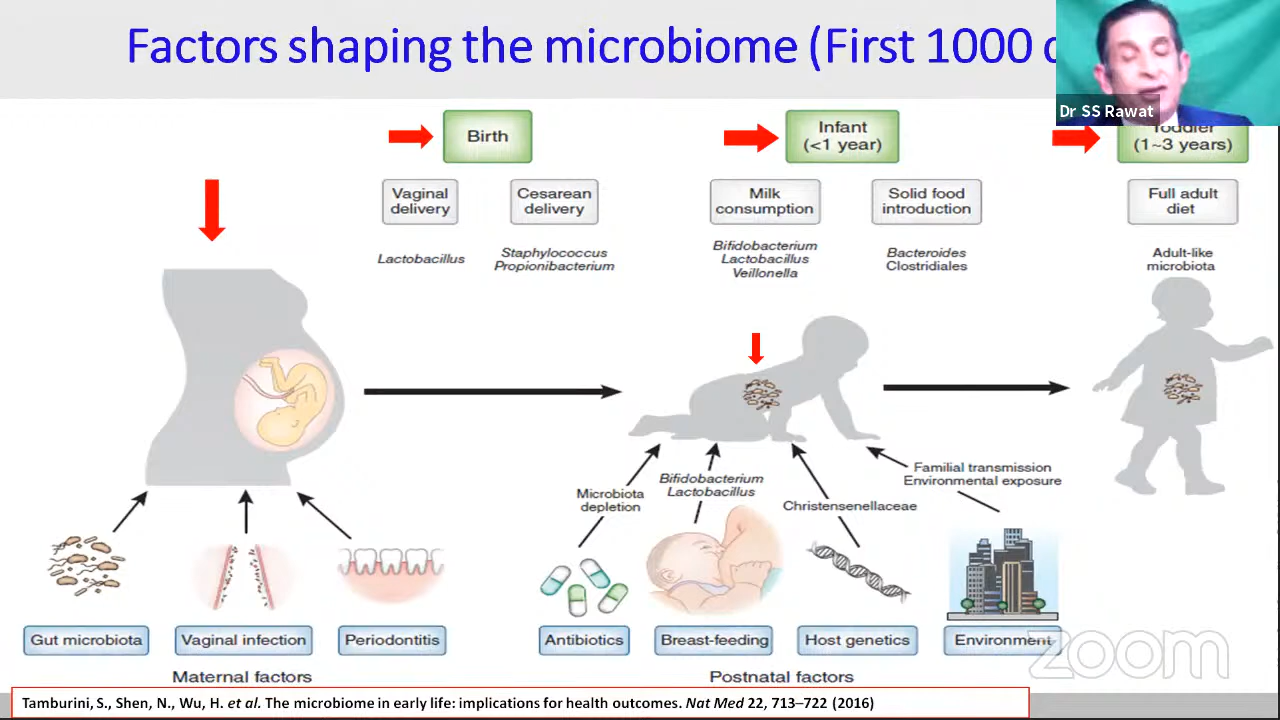 Factors shaping the microbiome (First 1000
Dr SS Rawat
Birth
Infant
(<1 year)
Toddler
(1~3 years)
Vaginal
delivery
Cesarean
delivery
Milk
consumption
Solid food
introduction
Full adult
diet
Lactobacillus
Staphylococcus
Propionibacterium
Bifidobacterium
Lactobacillus
Veillonella
Bacteroides
Clostridiales
Adult-like
microbiota
Microbiota
depletion
Bifidobacterium
Lactobacillus
Christensenellaceae
Familial transmission
Environmental exposure
Gut microbiota
Vaginal infection
Periodontitis
Antibiotics
Breast-feeding
Host genetics
Environment
zoom
Maternal factors
Postnatal factors
Tamburini, S., Shen, N., Wu, H. et al. The microbiome in early life: implications for health outcomes. Nat Med 22, 713–722 (2016)